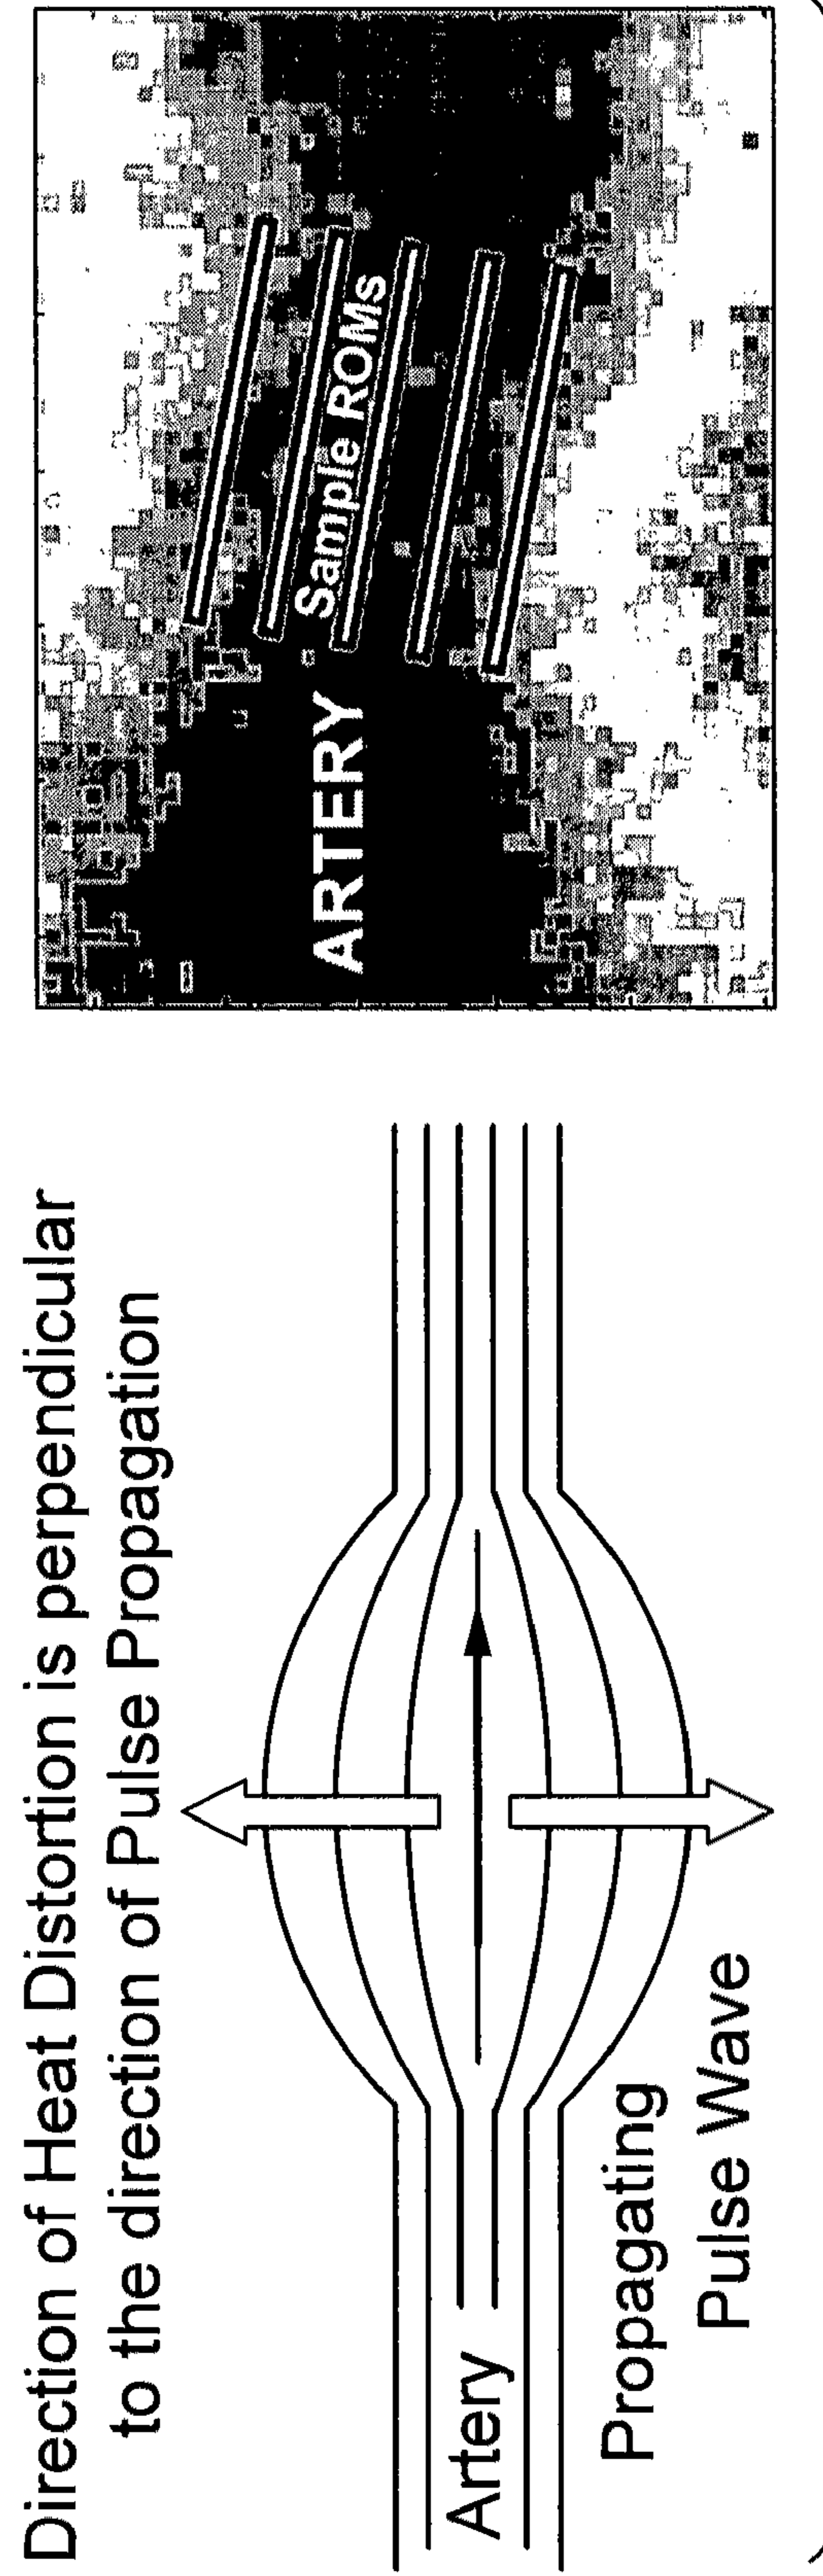 Direction of Heat Distortion is perpendicular
to the direction of Pulse Propagation
Artery
Propagating
Pulse Wave
ARTERY
Sample ROMs